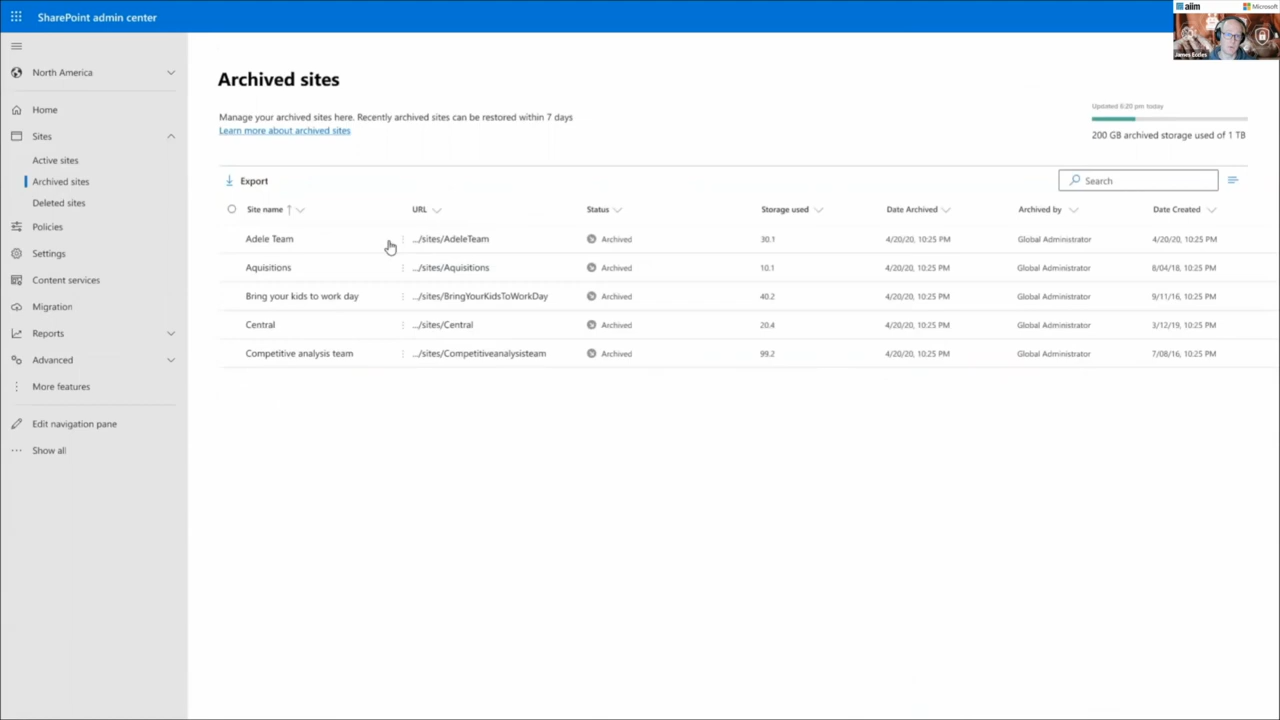 SharePoint admin center
aiim
Microsoft
James Eccles
North America
Home
Sites
Active sites
Archived sites
Deleted sites
Policies
Settings
Content services
Migration
Reports
Advanced
More features
Edit navigation pane
Show all
Archived sites
Manage your archived sites here. Recently archived sites can be restored within 7 days
Learn more about archived sites
Updated 6:20 pm today
200 GB archived storage used of 1 TB
Export
Search
Site name URL Status Storage used Date Archived Archived by Date Created
Adele Team .../sites/AdeleTeam Archived 30.1 4/20/20, 10:25 PM Global Administrator 4/20/20, 10:25 PM
Aquisitions .../sites/Aquisitions Archived 10.1 4/20/20, 10:25 PM Global Administrator 8/04/18, 10:25 PM
Bring your kids to work day .../sites/BringYourKidsToWorkDay Archived 40.2 4/20/20, 10:25 PM Global Administrator 9/11/16, 10:25 PM
Central .../sites/Central Archived 20.4 4/20/20, 10:25 PM Global Administrator 3/12/19, 10:25 PM
Competitive analysis team .../sites/Competitiveanalysisteam Archived 99.2 4/20/20, 10:25 PM Global Administrator 7/08/16, 10:25 PM